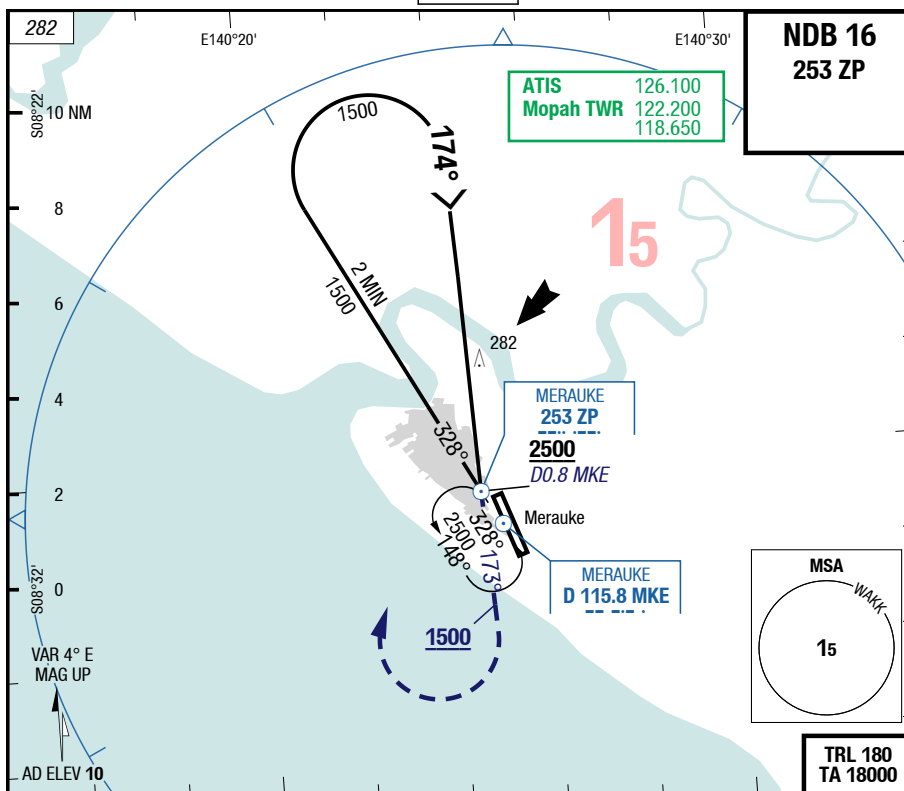 282
E140°20'
E140°30'
NDB 16
253 ZP
ATIS 126.100
Mopah TWR 122.200
118.650
S08°22'
10 NM
1500
174°
8
15
2 MIN
1500
6
282
4
MERAUKE
253 ZP
328°
2500
D0.8 MKE
2
Merauke
328°
2500
148°
173°
MERAUKE
D 115.8 MKE
S08°32'
0
MSA
WAKK
15
1500
VAR 4° E
MAG UP
AD ELEV 10
TRL 180
TA 18000